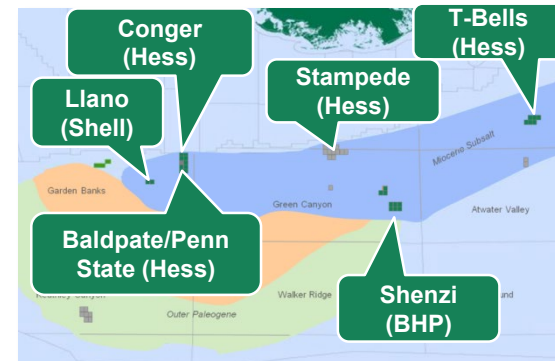 Conger
(Hess)
T-Bells
(Hess)
Stampede
(Hess)
Llano
(Shell)
Miocene Subsalt
Garden Banks
Green Canyon
Atwater Valley
Baldpate/Penn
State (Hess)
Walker Ridge
Shenzi
(BHP)
Outer Paleogene